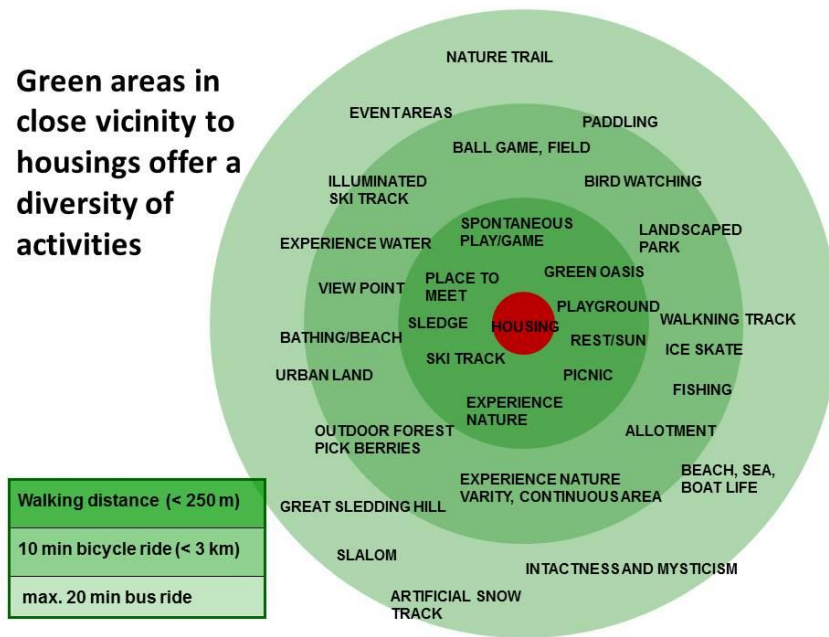 Green areas in
close vicinity to
housings offer a
diversity of
activities
NATURE TRAIL
EVENT AREAS
PADDLING
BALL GAME, FIELD
ILLUMINATED
SKI TRACK
BIRD WATCHING
SPONTANEOUS
PLAY/GAME
LANDSCAPED
PARK
EXPERIENCE WATER
GREEN OASIS
VIEW POINT
PLACE TO
MEET
PLAYGROUND
SLEDGE
HOUSING
WALKNING TRACK
BATHING/BEACH
REST/SUN
ICE SKATE
SKI TRACK
URBAN LAND
PICNIC
FISHING
EXPERIENCE
NATURE
OUTDOOR FOREST
PICK BERRIES
ALLOTMENT
EXPERIENCE NATURE
VARITY, CONTINUOUS AREA
BEACH, SEA,
BOAT LIFE
GREAT SLEDDING HILL
SLALOM
INTACTNESS AND MYSTICISM
ARTIFICIAL SNOW
TRACK
Walking distance (< 250 m)
10 min bicycle ride (< 3 km)
max. 20 min bus ride